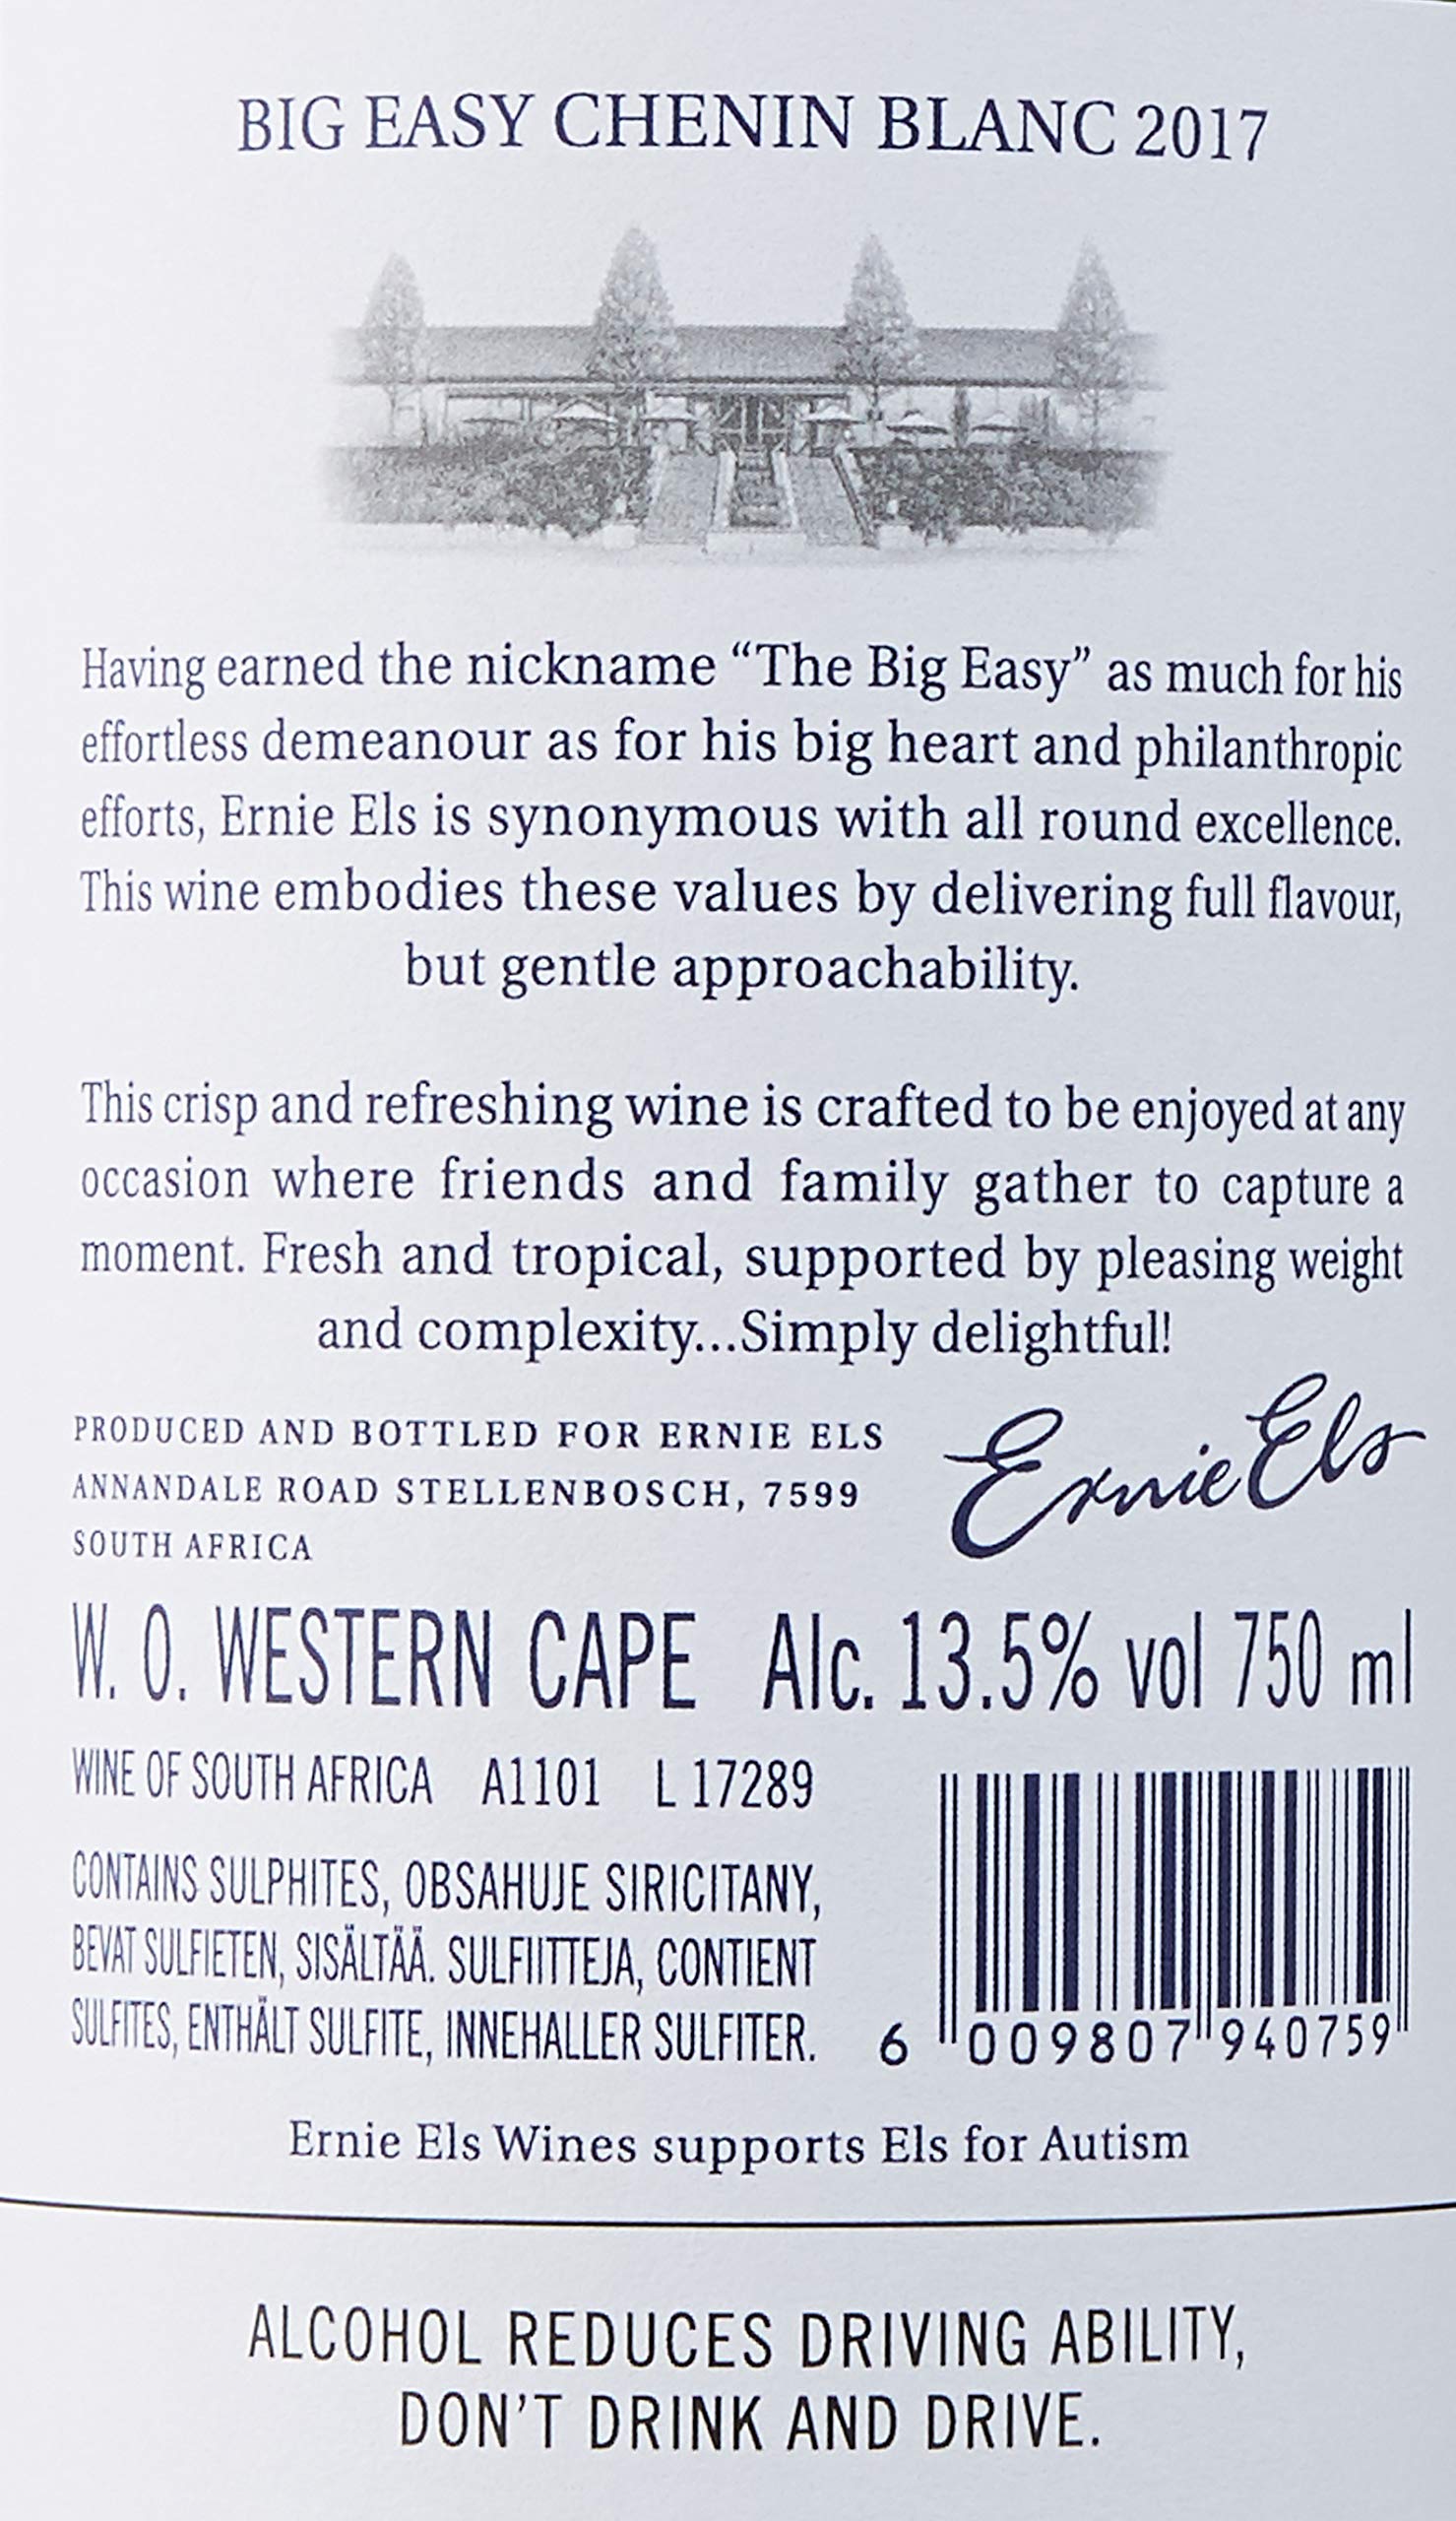 BIG EASY CHENIN BLANC 2017
Having earned the nickname “The Big Easy” as much for his
effortless demeanour as for his big heart and philanthropic
efforts, Ernie Els is synonymous with all round excellence.
This wine embodies these values by delivering full flavour,
but gentle approachability.
This crisp and refreshing wine is crafted to be enjoyed at any
occasion where friends and family gather to capture a
moment. Fresh and tropical, supported by pleasing weight
and complexity...Simply delightful!
PRODUCED AND BOTTLED FOR ERNIE ELS
ANNANDALE ROAD STELLENBOSCH, 7599
SOUTH AFRICA
Ernie Els
W. O. WESTERN CAPE Alc. 13.5% vol 750 ml
WINE OF SOUTH AFRICA A1101 L 17289
CONTAINS SULPHITES, OBSAHUJE SIRICITANY,
BEVAT SULFIETEN, SISÄLTÄÄ. SULFIITTEJA, CONTIENT
SULFITES, ENTHÄLT SULFITE, INNEHALLER SULFITER.
6 009807 940759
Ernie Els Wines supports Els for Autism
ALCOHOL REDUCES DRIVING ABILITY,
DON'T DRINK AND DRIVE.